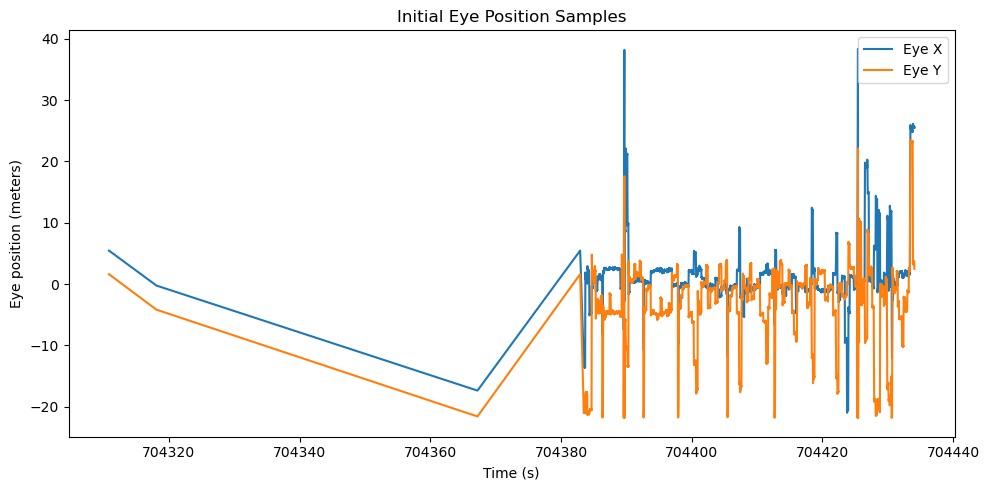 Initial Eye Position Samples
Eye X
Eye Y
Eye position (meters)
40
30
20
10
0
−10
−20
704320 704340 704360 704380 704400 704420 704440
Time (s)